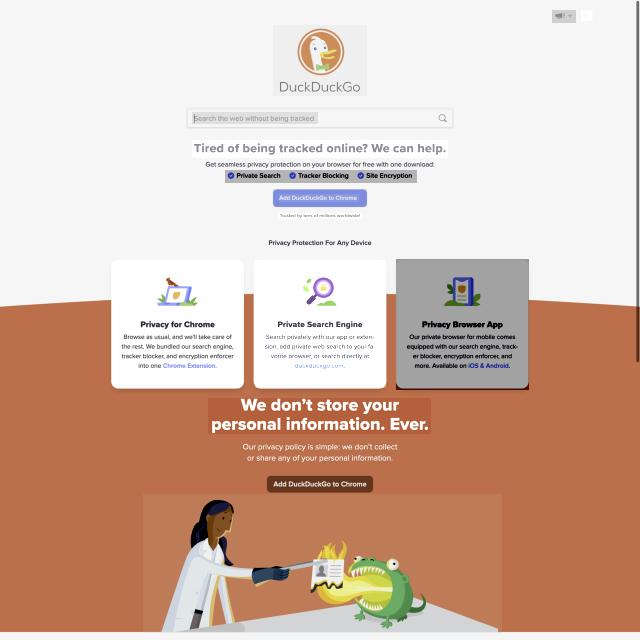 DuckDuckGo
Search the web without being tracked
Tired of being tracked online? We can help.
Get seamless privacy protection on your browser for free with one download:
Private Search Tracker Blocking Site Encryption
Add DuckDuckGo to Chrome
Trusted by tens of millions worldwide!
Privacy Protection For Any Device
Privacy for Chrome
Browse as usual, and we'll take care of
the rest. We bundled our search engine,
tracker blocker, and encryption enforcer
into one Chrome Extension.
Private Search Engine
Search privately with our app or exten-
sion, add private web search to your fa
vorite browser, or search directly at
duckduckgo.com.
Privacy Browser App
Our private browser for mobile comes
equipped with our search engine, track-
er blocker, encryption enforcer, and
more. Available on iOS & Android.
We don't store your
personal information. Ever.
Our privacy policy is simple: we don't collect
or share any of your personal information.
Add DuckDuckGo to Chrome